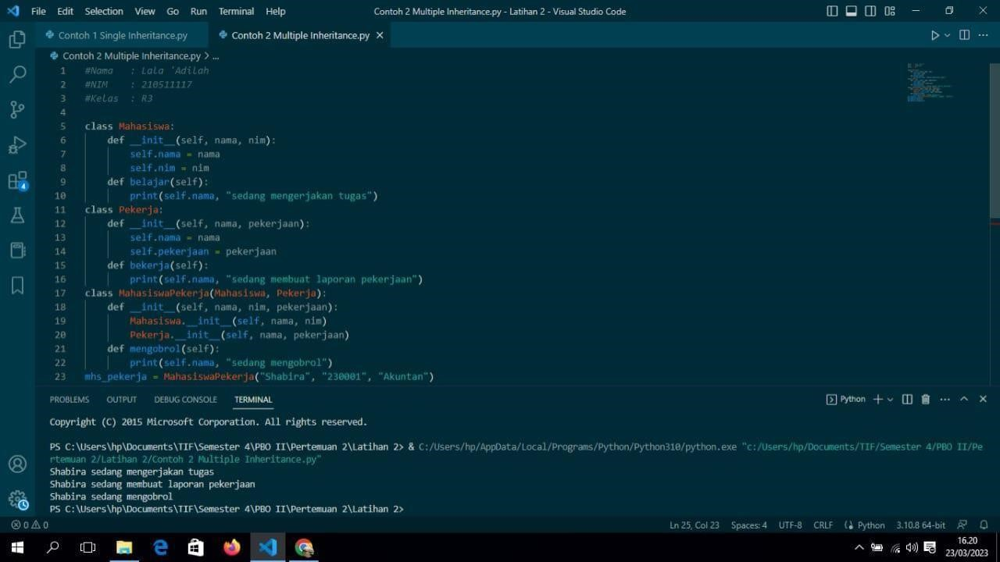 File Edit Selection View Go Run Terminal Help Contoh 2 Multiple Inheritance.py - Latihan 2 - Visual Studio Code
Contoh 1 Single Inheritance.py Contoh 2 Multiple Inheritance.py
Contoh 2 Multiple Inheritance.py > ...
1 #Nama : Lala 'Adilah
2 #NIM : 210511117
3 #Kelas : R3
4
5 class Mahasiswa:
6 def __init__(self, nama, nim):
7 self.nama = nama
8 self.nim = nim
9 def belajar(self):
10 print(self.nama, "sedang mengerjakan tugas")
11 class Pekerja:
12 def __init__(self, nama, pekerjaan):
13 self.nama = nama
14 self.pekerjaan = pekerjaan
15 def bekerja(self):
16 print(self.nama, "sedang membuat laporan pekerjaan")
17 class MahasiswaPekerja(Mahasiswa, Pekerja):
18 def __init__(self, nama, nim, pekerjaan):
19 Mahasiswa.__init__(self, nama, nim)
20 Pekerja.__init__(self, nama, pekerjaan)
21 def mengobrol(self):
22 print(self.nama, "sedang mengobrol")
23 mhs_pekerja = MahasiswaPekerja("Shabira", "230001", "Akuntan")
4
PROBLEMS OUTPUT DEBUG CONSOLE TERMINAL Python
Copyright (C) 2015 Microsoft Corporation. All rights reserved.
PS C:\Users\hp\Documents\TIF\Semester 4\PBO II\Pertemuan 2\Latihan 2> & C:/Users/hp/AppData/Local/Programs/Python/Python310/python.exe "c:/Users/hp/Documents/TIF/Semester 4/PBO II/Pe
rtemuan 2/Latihan 2/Contoh 2 Multiple Inheritance.py"
Shabira sedang mengerjakan tugas
Shabira sedang membuat laporan pekerjaan
Shabira sedang mengobrol
PS C:\Users\hp\Documents\TIF\Semester 4\PBO II\Pertemuan 2\Latihan 2>
0 0 Ln 25, Col 23 Spaces: 4 UTF-8 CRLF Python 3.10.8 64-bit
16.20
23/03/2023